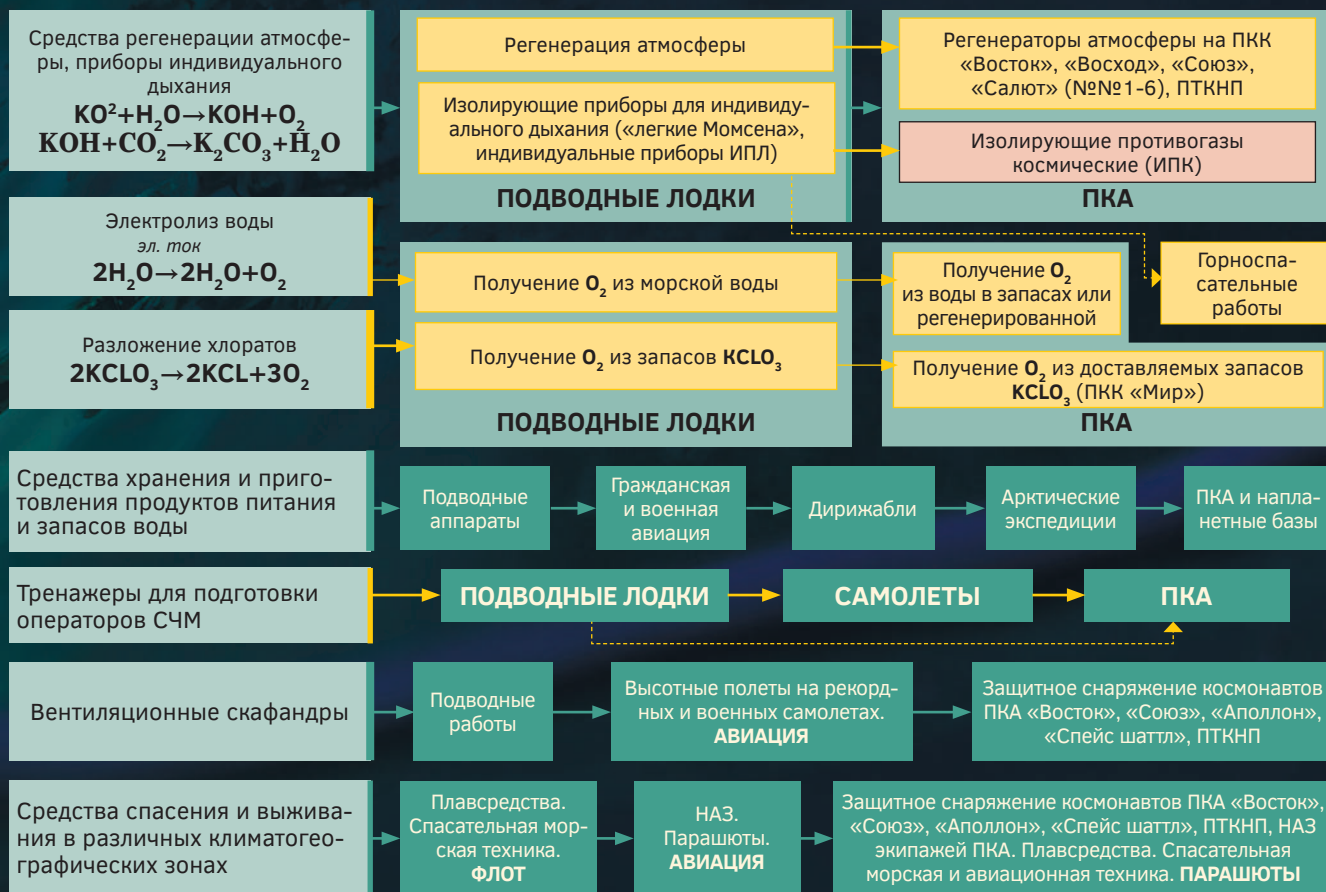 Средства регенерации атмосфе-
ры, приборы индивидуального
дыхания
KO²+H₂O→KOH+O₂
KOH+CO₂→K₂CO₃+H₂O
Регенерация атмосферы
Изолирующие приборы для индивиду-
ального дыхания («легкие Момсена»,
индивидуальные приборы ИПЛ)
ПОДВОДНЫЕ ЛОДКИ
Регенераторы атмосферы на ПКК
«Восток», «Восход», «Союз»,
«Салют» (№№1-6), ПТКНП
Изолирующие противогазы
космические (ИПК)
ПКА
Электролиз воды
эл. ток
2H₂O→2H₂O+O₂
Получение O₂ из морской воды
Получение O₂
из воды в запасах или
регенерированной
Горноспа-
сательные
работы
Разложение хлоратов
2KCLO₃→2KCL+3O₂
Получение O₂ из запасов KCLO₃
ПОДВОДНЫЕ ЛОДКИ
Получение O₂ из доставляемых запасов
KCLO₃ (ПКК «Мир»)
ПКА
Средства хранения и приго-
товления продуктов питания
и запасов воды
Подводные
аппараты
Гражданская
и военная
авиация
Дирижабли
Арктические
экспедиции
ПКА и напла-
нетные базы
Тренажеры для подготовки
операторов СЧМ
ПОДВОДНЫЕ ЛОДКИ
САМОЛЕТЫ
ПКА
Вентиляционные скафандры
Подводные
работы
Высотные полеты на рекорд-
ных и военных самолетах.
АВИАЦИЯ
Защитное снаряжение космонавтов
ПКА «Восток», «Союз», «Аполлон»,
«Спейс шаттл», ПТКНП
Средства спасения и выжива-
ния в различных климатогео-
графических зонах
Плавсредства.
Спасательная мор-
ская техника.
ФЛОТ
НАЗ.
Парашюты.
АВИАЦИЯ
Защитное снаряжение космонавтов ПКА «Восток»,
«Союз», «Аполлон», «Спейс шаттл», ПТКНП, НАЗ
экипажей ПКА. Плавсредства. Спасательная
морская и авиационная техника. ПАРАШЮТЫ